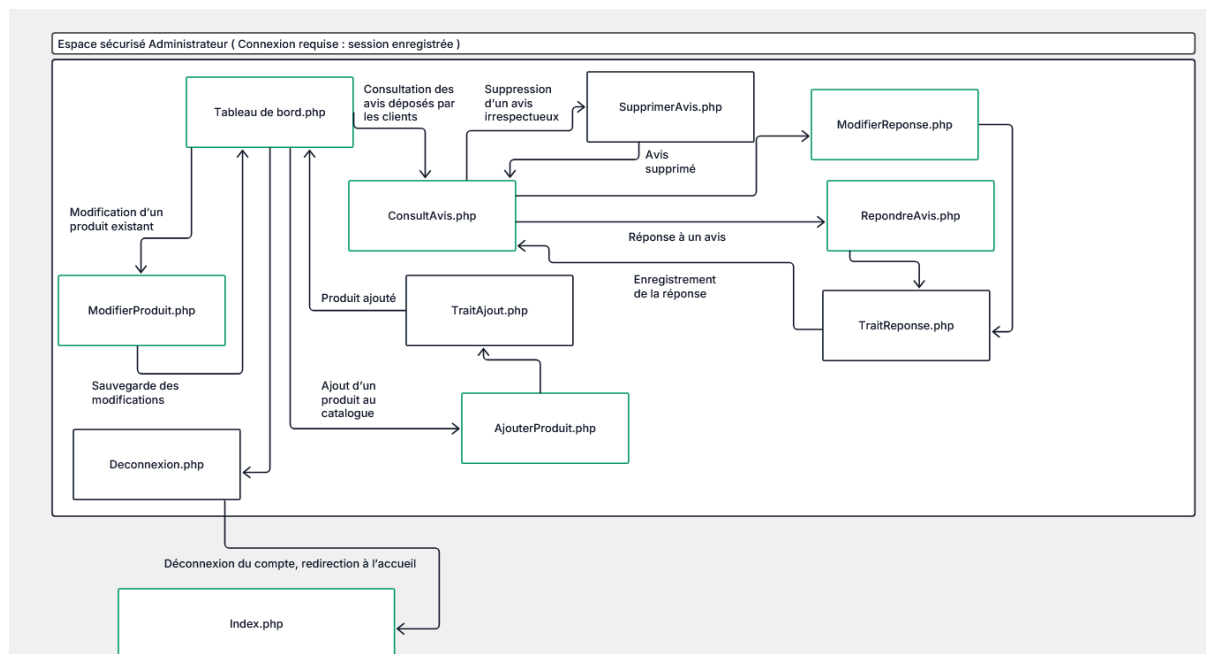 Espace sécurisé Administrateur ( Connexion requise : session enregistrée )
Tableau de bord.php
Consultation des
avis déposés par
les clients
Suppression
d'un avis
irrespectueux
SupprimerAvis.php
ModifierReponse.php
Avis
supprimé
Modification d'un
produit existant
ConsultAvis.php
RepondreAvis.php
Réponse à un avis
Enregistrement
de la réponse
ModifierProduit.php
Produit ajouté
TraitAjout.php
TraitReponse.php
Sauvegarde des
modifications
Ajout d'un
produit au
catalogue
AjouterProduit.php
Deconnexion.php
Déconnexion du compte, redirection à l'accueil
Index.php